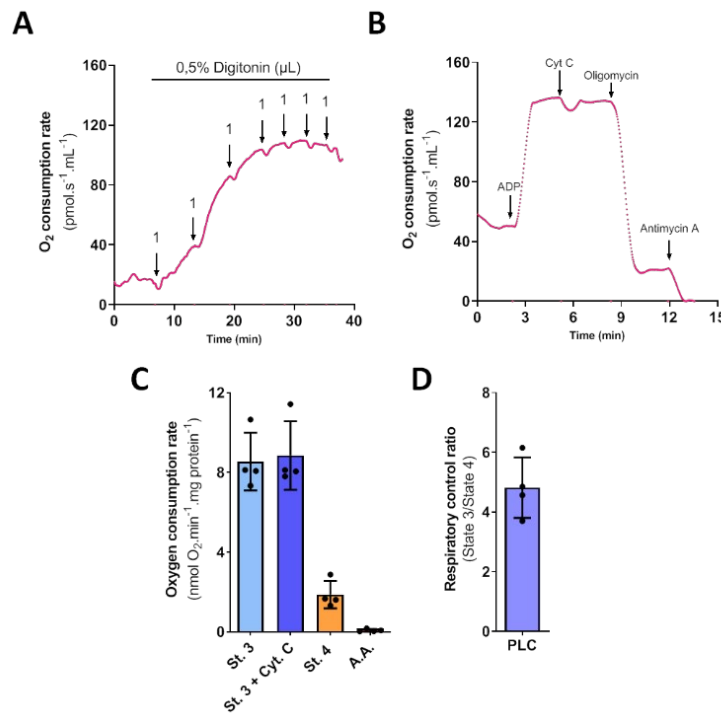 A
0,5% Digitonin (µL)
160
120
80
40
0
O₂ consumption rate
(pmol.s⁻¹.mL⁻¹)
1
1
1
1
1
1
1
0
10
20
30
40
Time (min)
B
Cyt C
Oligomycin
ADP
Antimycin A
160
120
80
40
0
O₂ consumption rate
(pmol.s⁻¹.mL⁻¹)
0
3
6
9
12
15
Time (min)
C
12
8
4
0
Oxygen consumption rate
(nmol O₂.min⁻¹.mg protein⁻¹)
St. 3
St. 3 + Cyt. C
St. 4
A.A.
D
8
6
4
2
0
Respiratory control ratio
(State 3/State 4)
PLC